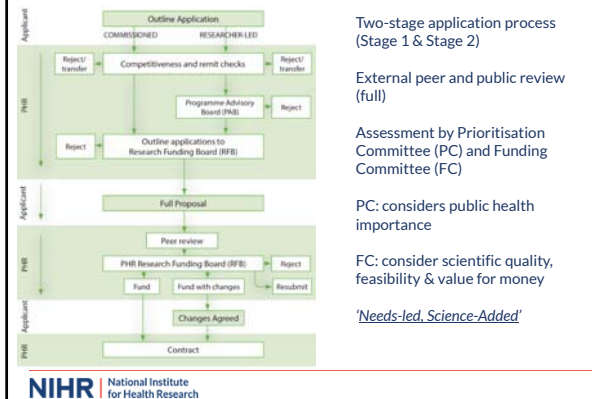 Applicant
Outline Application
COMMISSIONED
RESEARCHER-LED
PHR
Reject/
transfer
Competitiveness and remit checks
Reject/
transfer
Programme Advisory
Board (PAB)
Reject
Reject
Outline applications to
Research Funding Board (RFB)
Applicant
Full Proposal
PHR
Peer review
PHR Research Funding Board (RFB)
Reject
Fund
Fund with changes
Resubmit
Applicant
Changes Agreed
PHR
Contract
Two-stage application process
(Stage 1 & Stage 2)
External peer and public review
(full)
Assessment by Prioritisation
Committee (PC) and Funding
Committee (FC)
PC: considers public health
importance
FC: consider scientific quality,
feasibility & value for money
‘Needs-led, Science-Added’
NIHR | National Institute
for Health Research